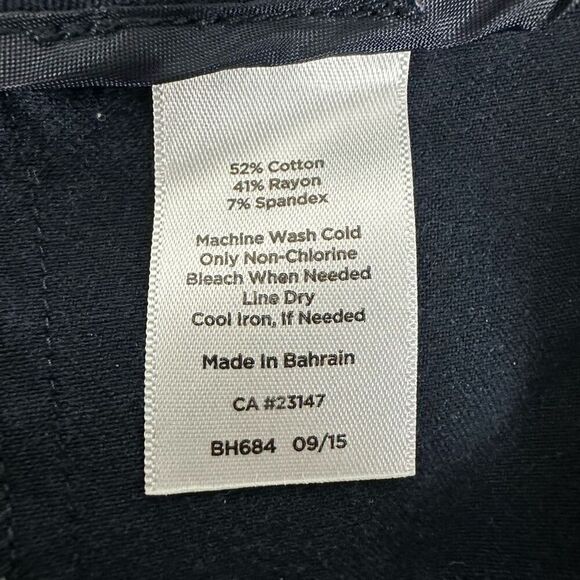 52% Cotton
41% Rayon
7% Spandex
Machine Wash Cold
Only Non-Chlorine
Bleach When Needed
Line Dry
Cool Iron, If Needed
Made In Bahrain
CA #23147
BH684 09/15